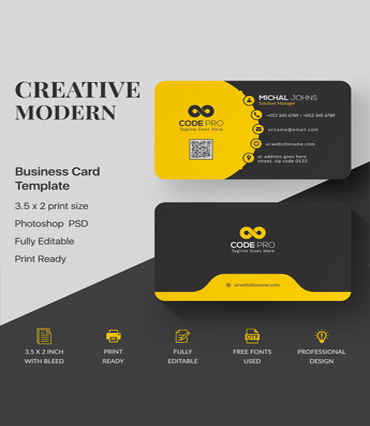 CREATIVE
MODERN
Business Card
Template
3.5 x 2 print size
Photoshop PSD
Fully Editable
Print Ready
CODE PRO
Tagline Goes Here
MICHAL JOHNS
Solution Manager
+012 345 6789 / +012 345 6789
urname@email.com
urwebsitename.com
ur address goes here
street, zip code 0132
CODE PRO
Tagline Goes Here
urwebsitename.com
3.5 X 2 INCH
WITH BLEED
PRINT
READY
FULLY
EDITABLE
OTF
FREE FONTS
USED
PROFESSIONAL
DESIGN